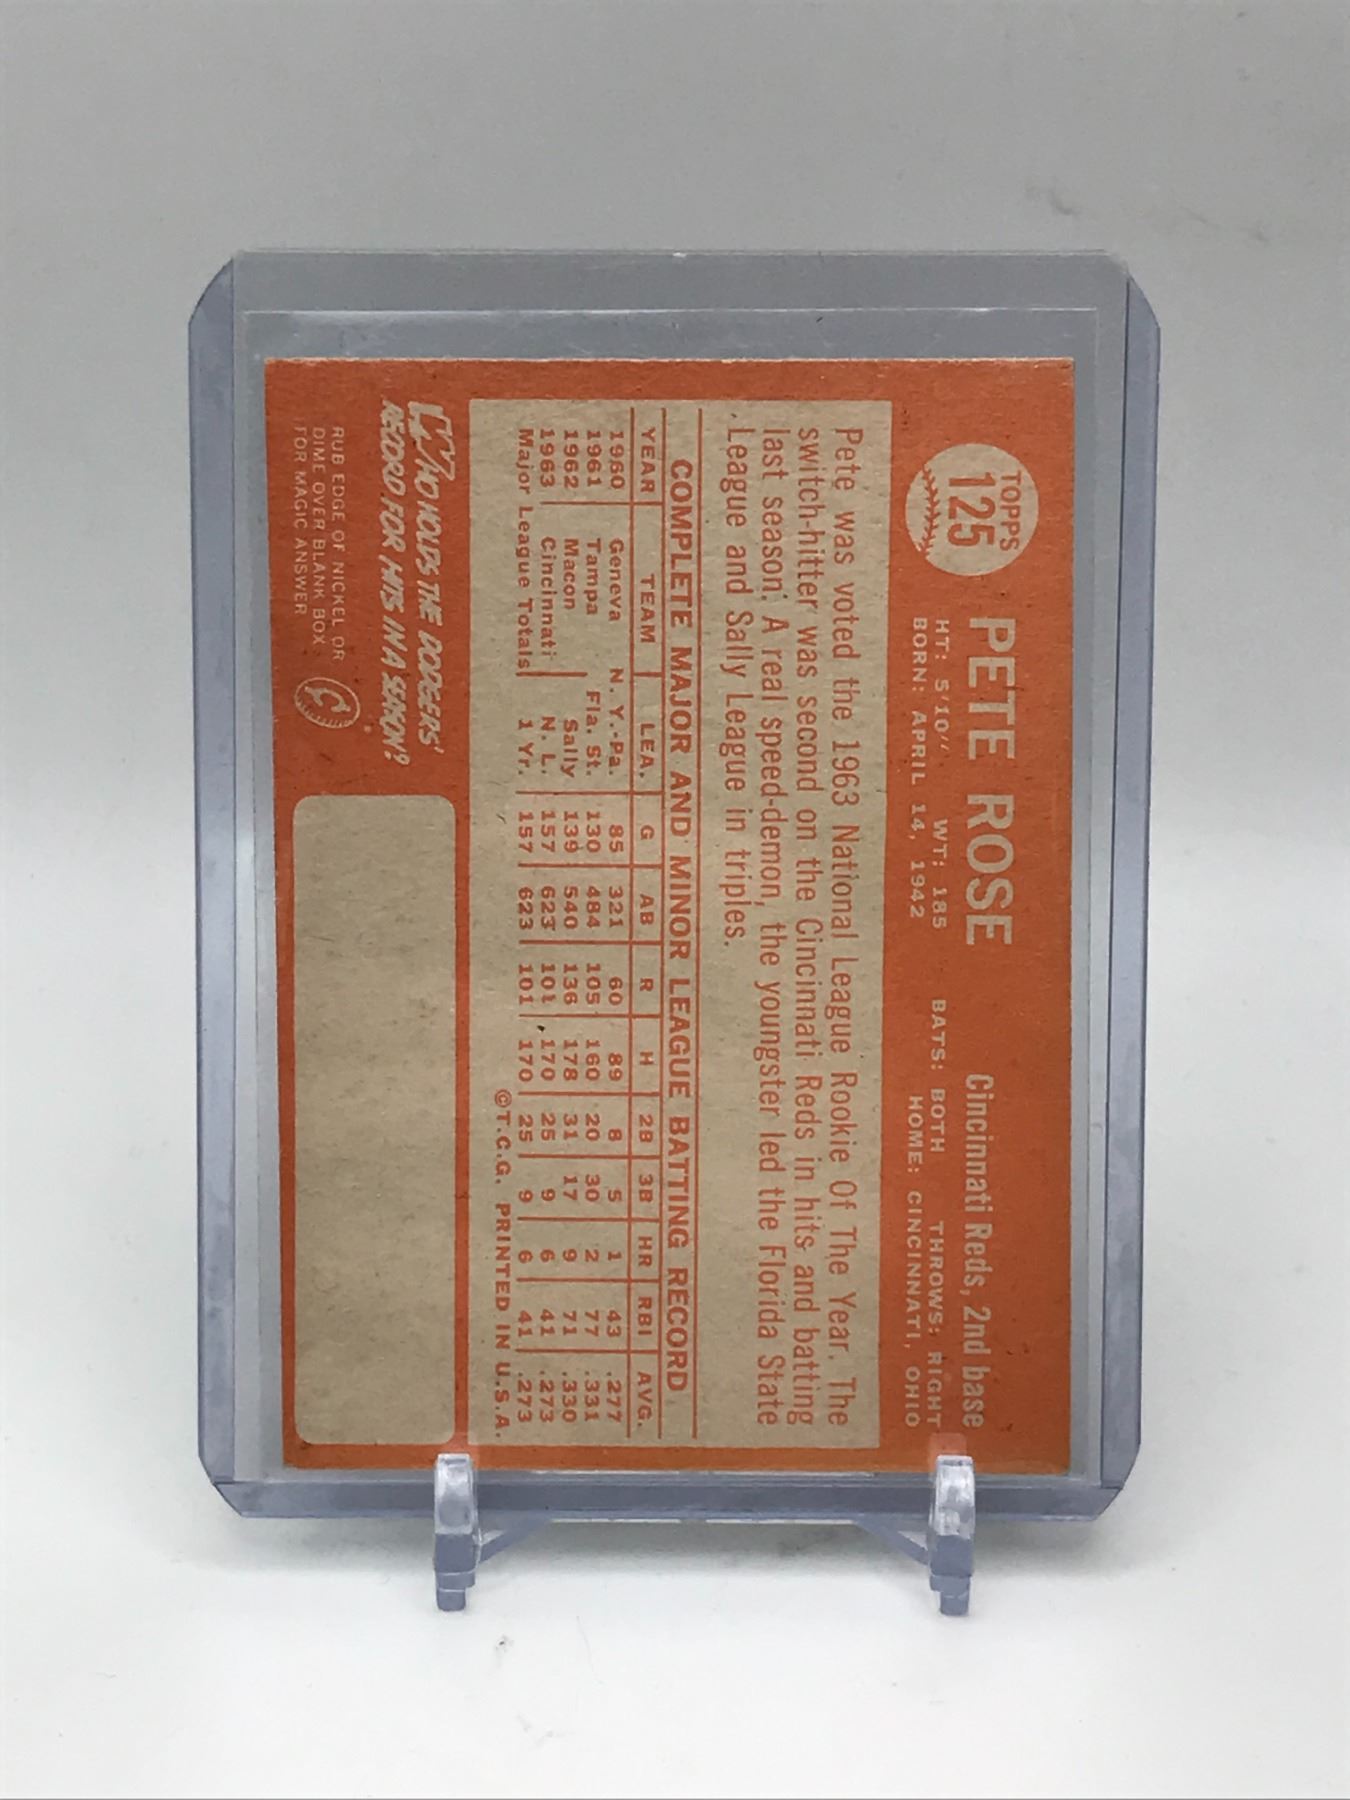 TOPPS
125
PETE ROSE
Cincinnati Reds, 2nd base
HT: 5'10". WT: 185 BATS: BOTH THROWS: RIGHT
BORN: APRIL 14, 1942 HOME: CINCINNATI, OHIO
Pete was voted the 1963 National League Rookie Of The Year. The
switch-hitter was second on the Cincinnati Reds in hits and batting
last season. A real speed-demon, the youngster led the Florida State
League and Sally League in triples.
COMPLETE MAJOR AND MINOR LEAGUE BATTING RECORD
YEAR TEAM LEA. G AB R H 2B 3B HR RBI AVG.
1960 Geneva N. Y.-Pa. 85 321 60 89 8 5 1 43 .277
1961 Tampa Fla. St. 130 484 105 160 20 30 2 77 .331
1962 Macon Sally 139 540 136 178 31 17 9 71 .330
1963 Cincinnati N. L. 157 623 101 170 25 9 6 41 .273
Major League Totals 1 Yr. 157 623 101 170 25 9 6 41 .273
©T.C.G. PRINTED IN U.S.A.
WHO HOLDS THE DODGERS'
RECORD FOR HITS IN A SEASON?
RUB EDGE OF NICKEL OR
DIME OVER BLANK BOX
FOR MAGIC ANSWER